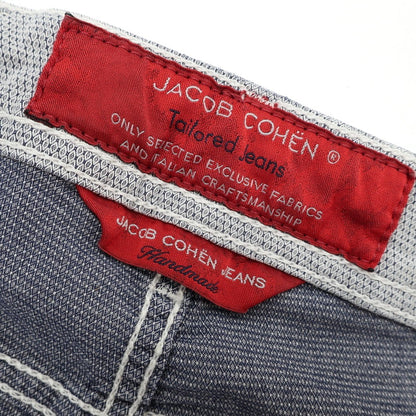 JACOB COHËN ®
Tailored Jeans
ONLY SELECTED EXCLUSIVE FABRICS
AND ITALIAN CRAFTSMANSHIP
JACOB COHËN JEANS
Handmade